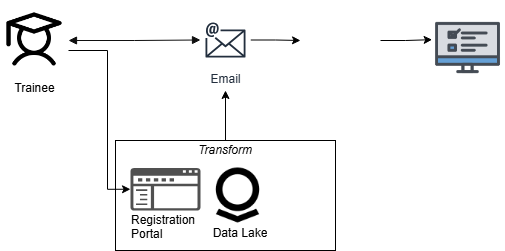 Trainee
Email
Transform
Registration
Portal
Data Lake